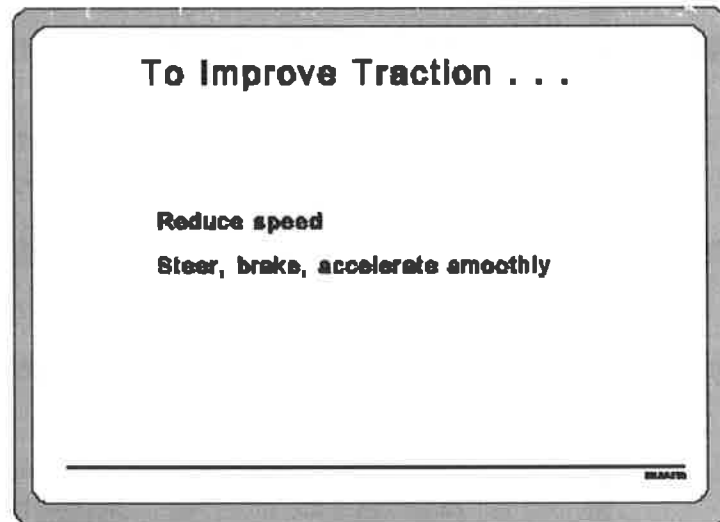 To Improve Traction . . .
Reduce speed
Steer, brake, accelerate smoothly